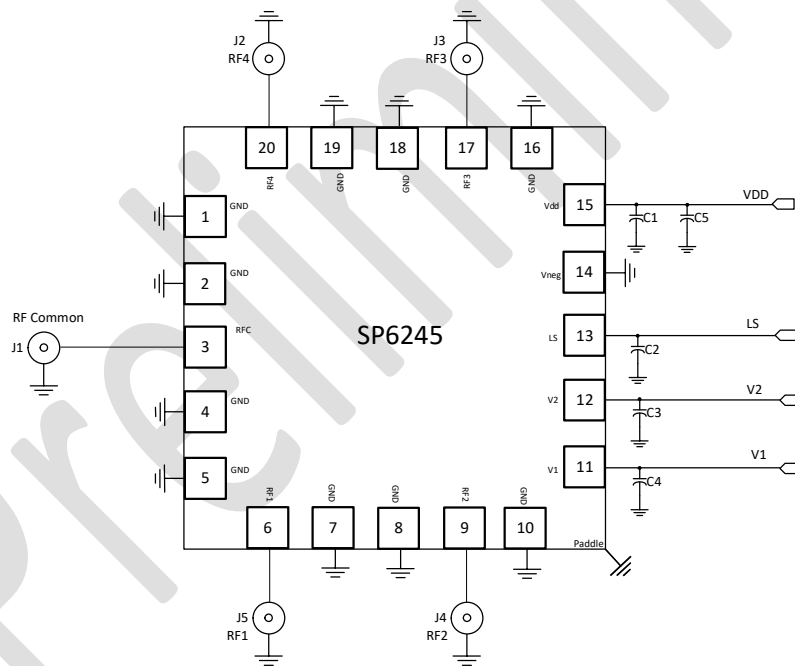 J2
RF4
J3
RF3
20
19
18
17
16
RF4
GND
GND
RF3
GND
1
GND
15
Vdd
VDD
C1
C5
2
GND
14
Vneg
RF Common
J1
3
RFC
SP6245
13
LS
LS
C2
4
GND
12
V2
V2
C3
5
GND
11
V1
V1
C4
RF1
GND
GND
RF2
GND
6
7
8
9
10
Paddle
J5
RF1
J4
RF2